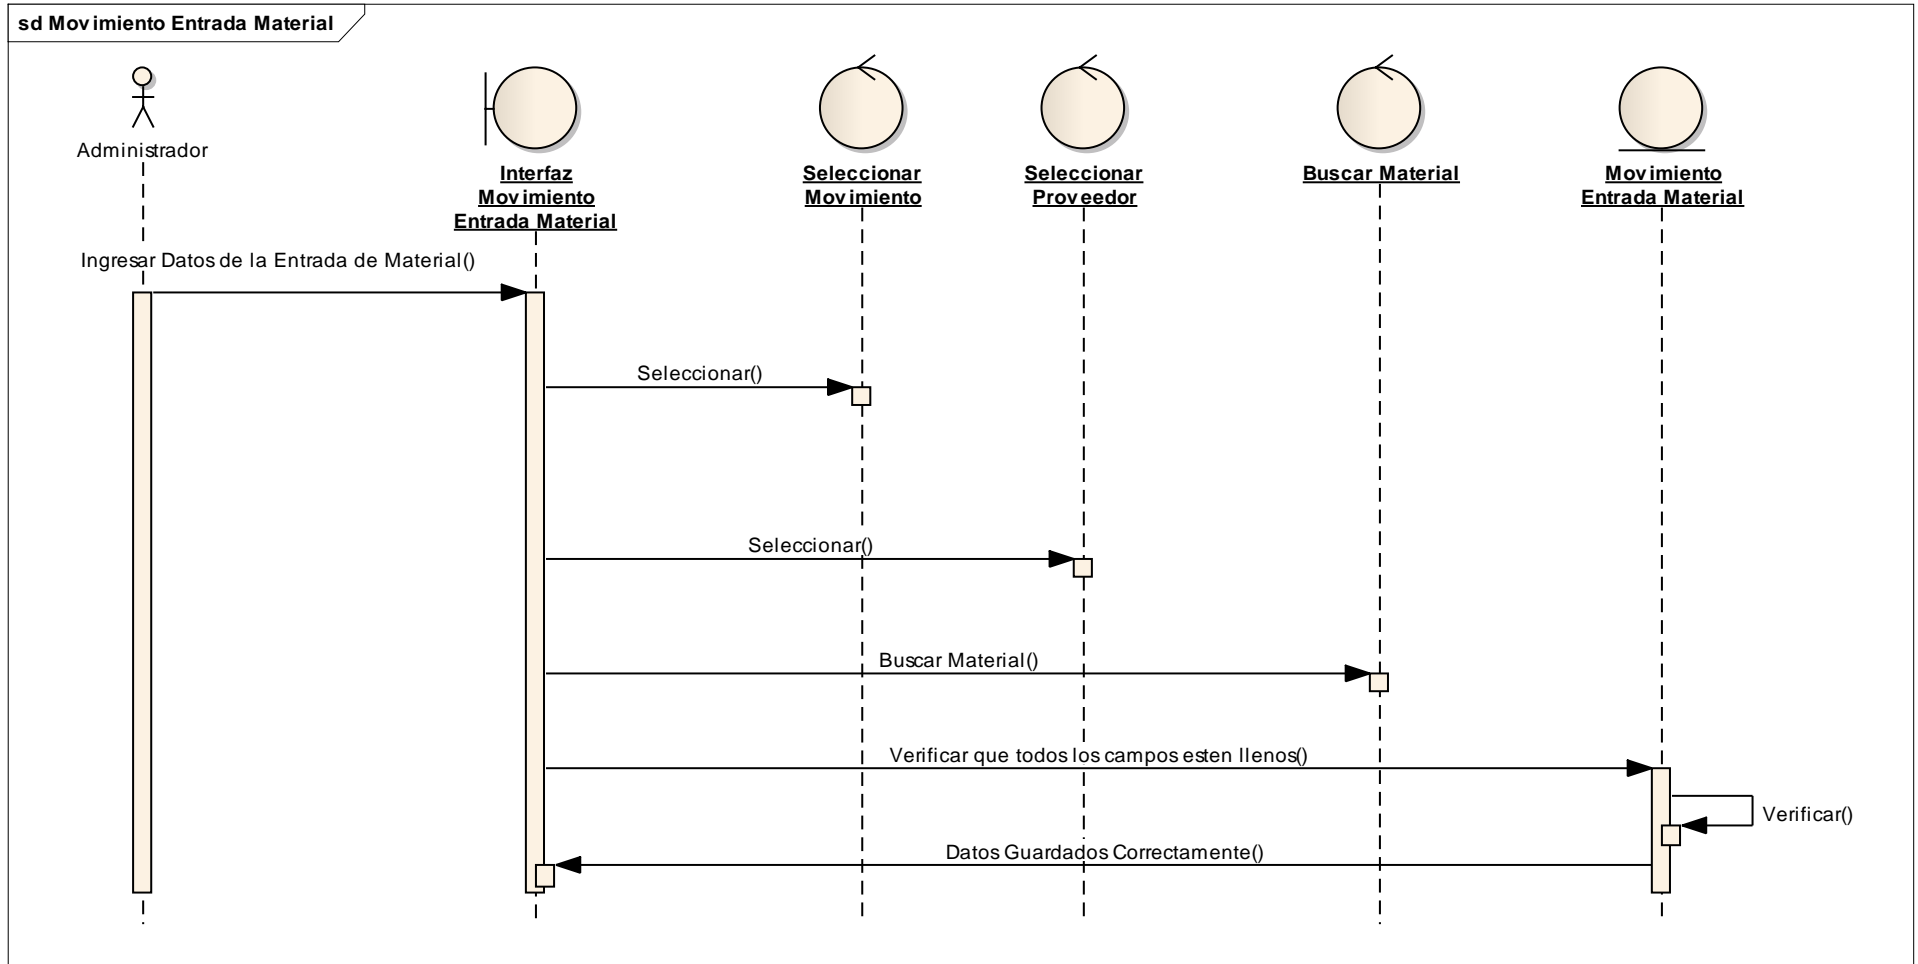 sd Movimiento Entrada Material
Administrador
Interfaz
Movimiento
Entrada Material
Seleccionar
Movimiento
Seleccionar
Proveedor
Buscar Material
Movimiento
Entrada Material
Ingresar Datos de la Entrada de Material()
Seleccionar()
Seleccionar()
Buscar Material()
Verificar que todos los campos esten llenos()
Verificar()
Datos Guardados Correctamente()